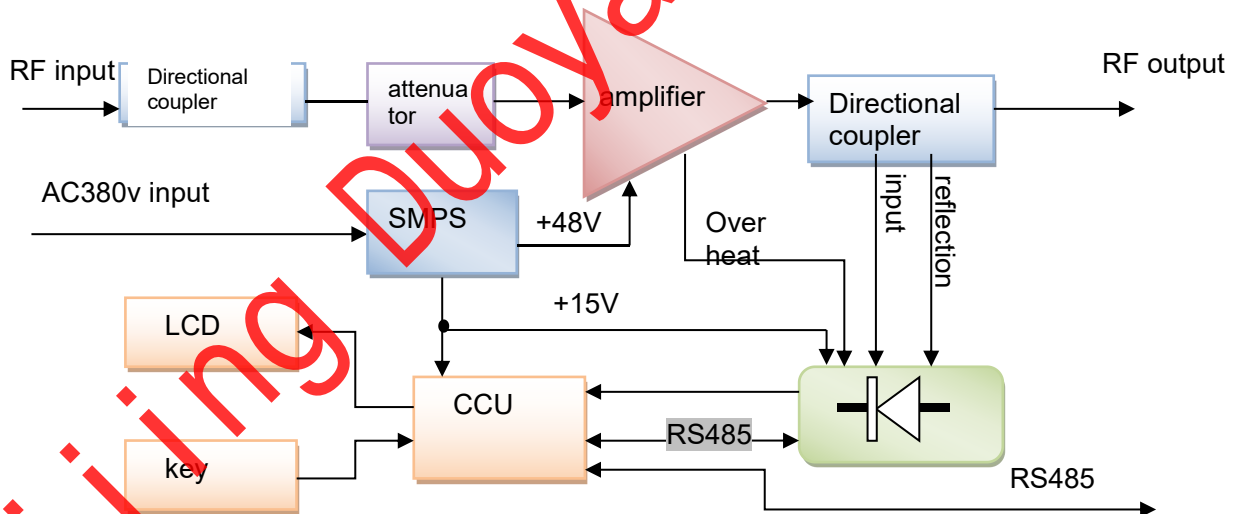 RF input
Directional
coupler
attenua
tor
amplifier
Directional
coupler
RF output
AC380v input
SMPS
+48V
Over
heat
input
reflection
+15V
LCD
CCU
key
RS485
RS485
jing Duoya